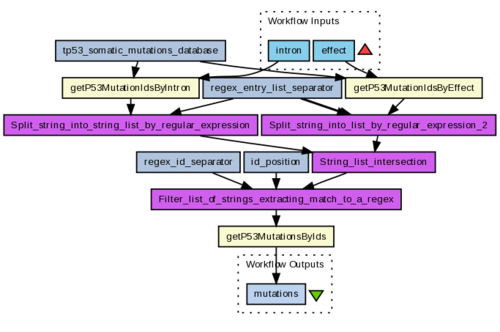 Workflow Inputs
tp53_somatic_mutations_database
intron
effect
getP53MutationIdsByIntron
regex_entry_list_separator
getP53MutationIdsByEffect
Split_string_into_string_list_by_regular_expression
Split_string_into_list_by_regular_expression_2
regex_id_separator
id_position
String_list_intersection
Filter_list_of_strings_extracting_match_to_a_regex
getP53MutationsByIds
Workflow Outputs
mutations